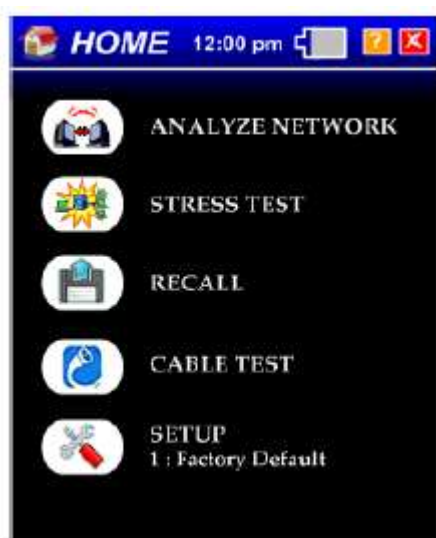 HOME 12:00 pm ?
ANALYZE NETWORK
STRESS TEST
RECALL
CABLE TEST
SETUP
1 : Factory Default